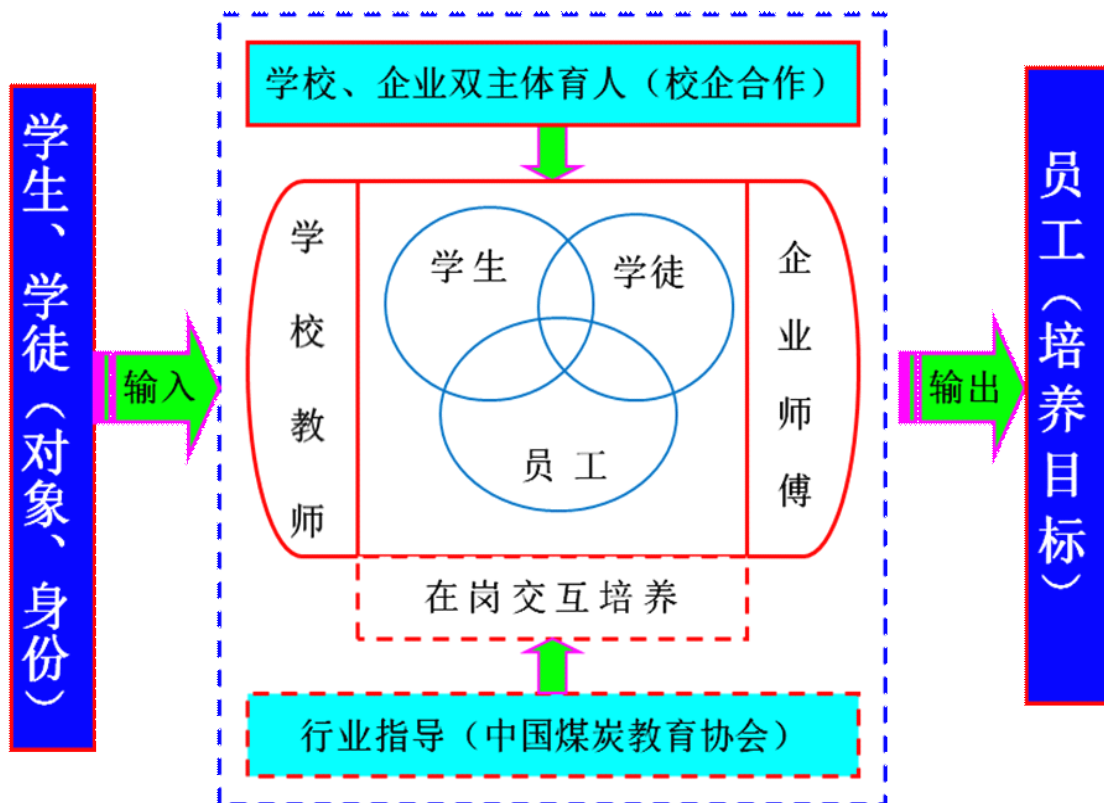 学校、企业双主体育人（校企合作）
学生、学徒（对象、身份）
输入
学校教师
学生
学徒
员工
企业师傅
输出
员工（培养目标）
在岗交互培养
行业指导（中国煤炭教育协会）